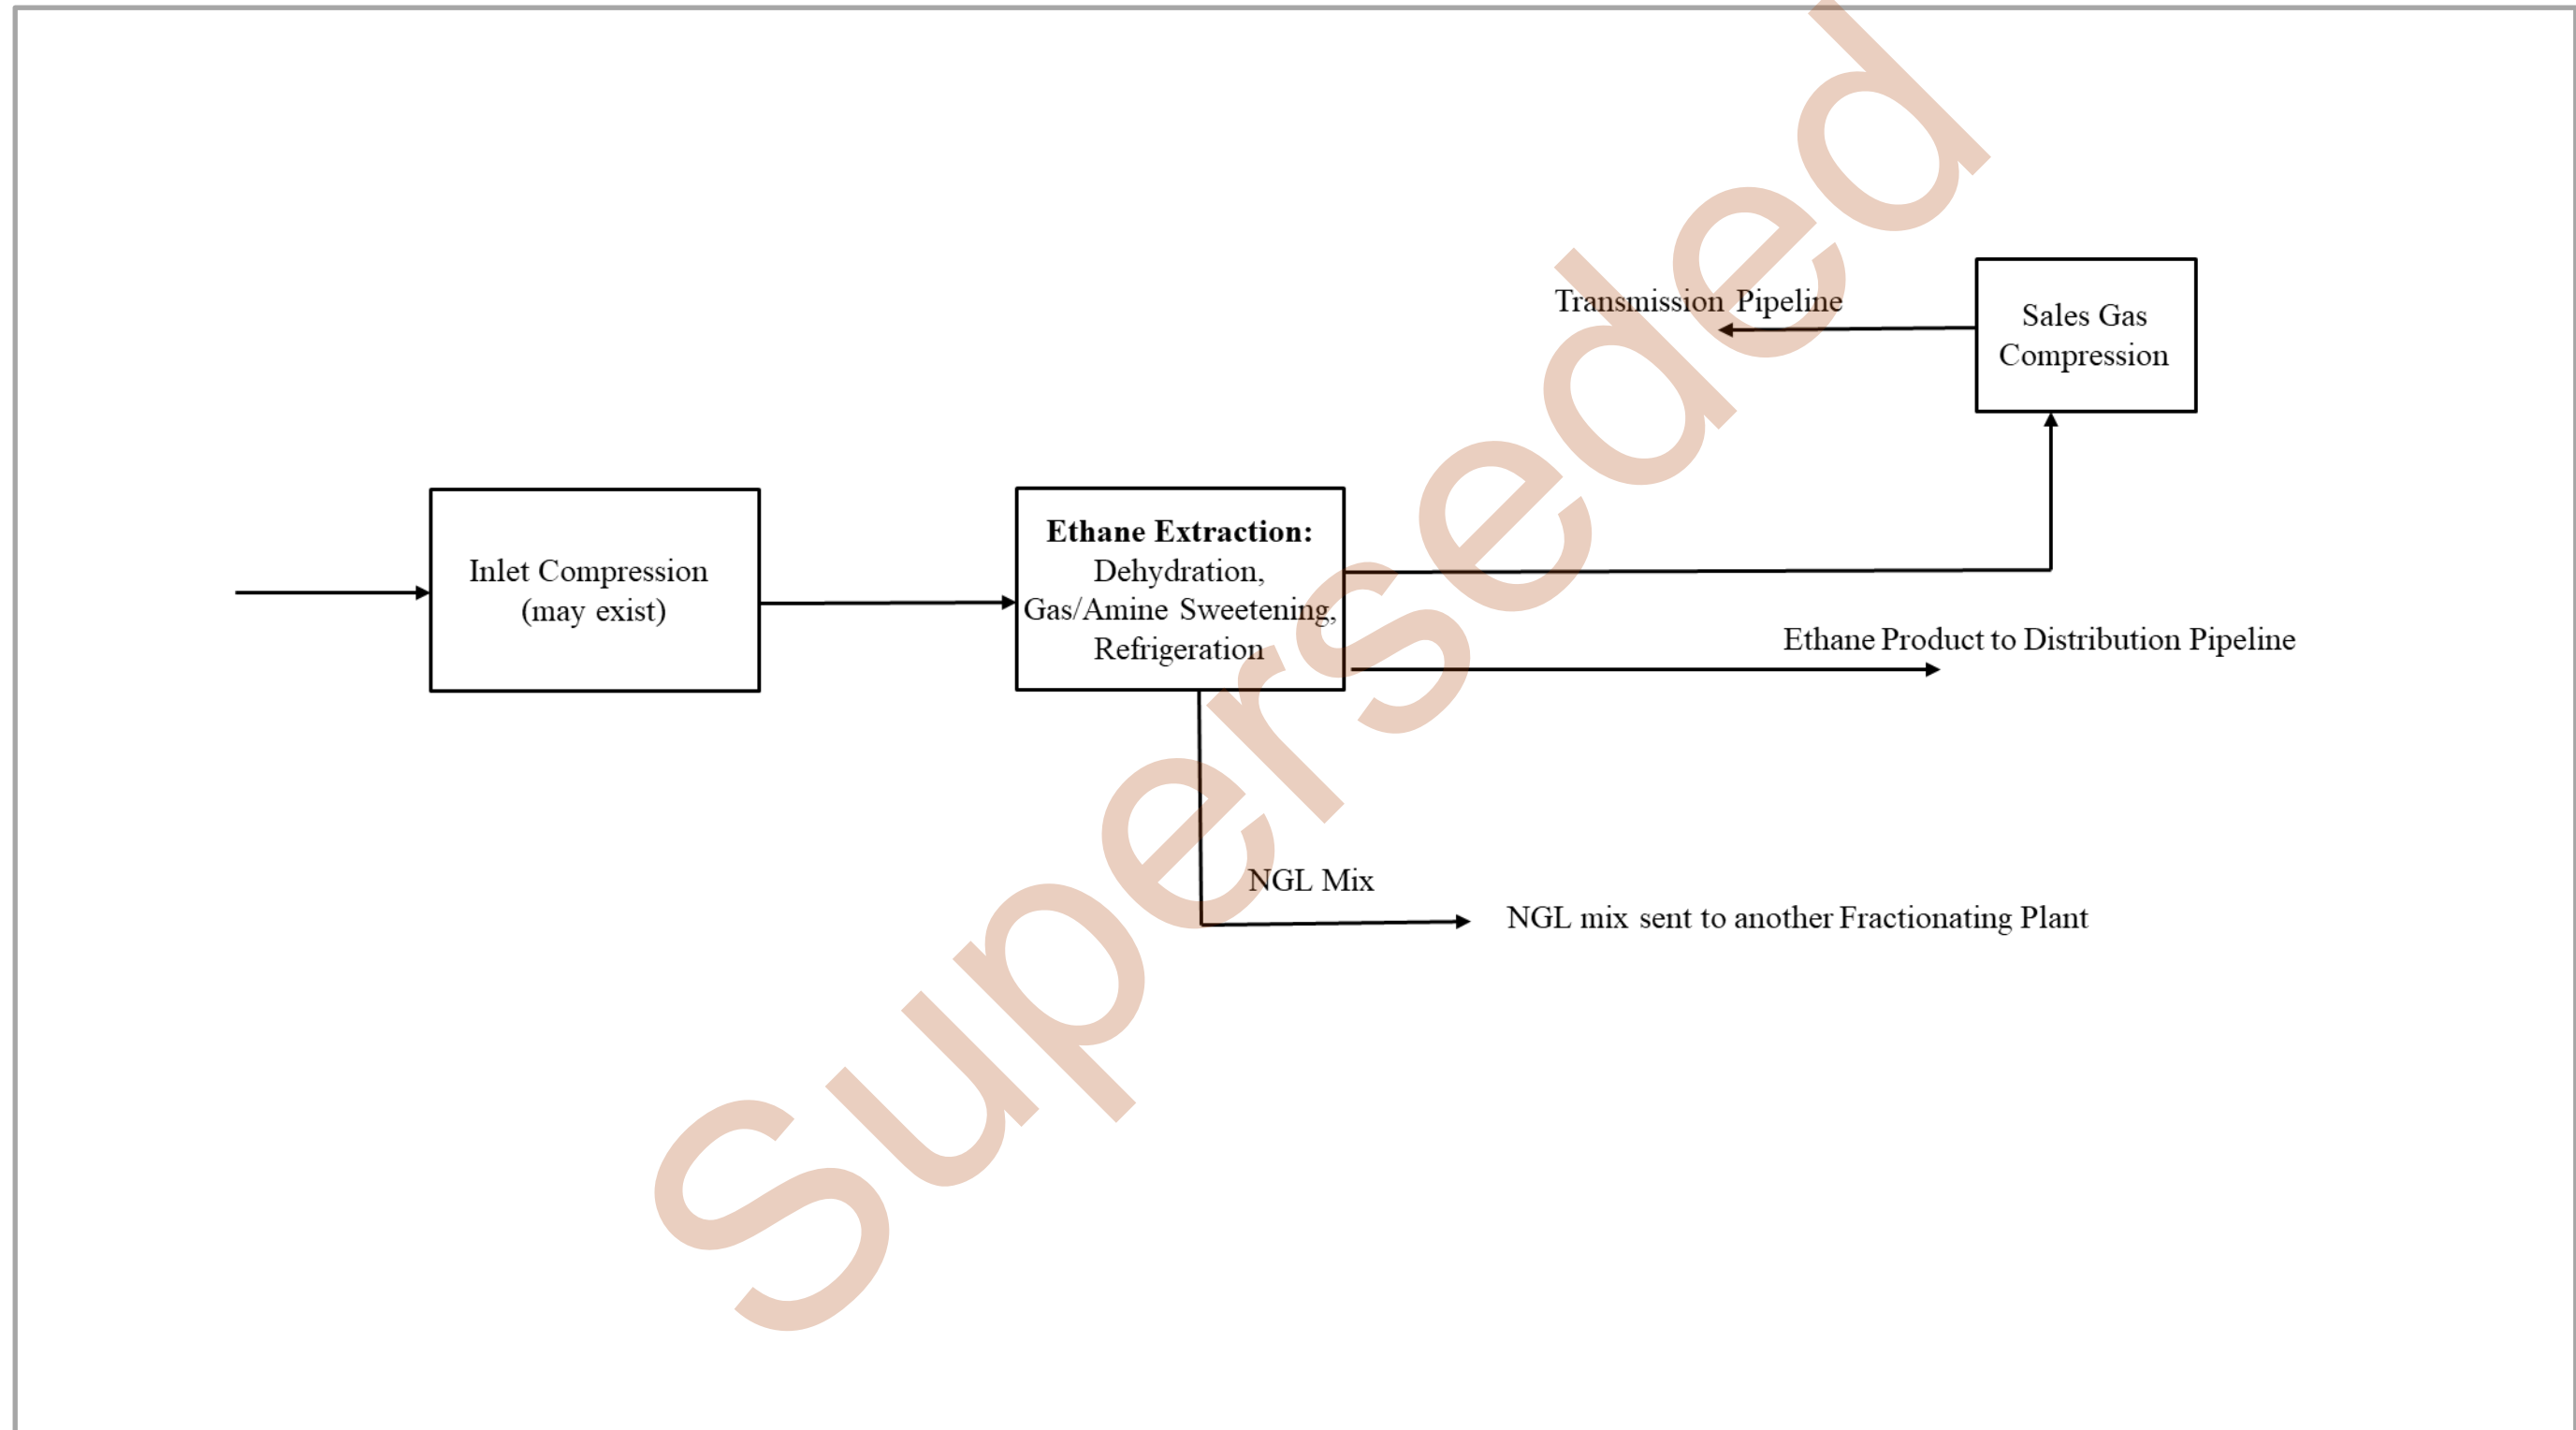 Transmission Pipeline
Sales Gas
Compression
Inlet Compression
(may exist)
Ethane Extraction:
Dehydration,
Gas/Amine Sweetening,
Refrigeration
Ethane Product to Distribution Pipeline
NGL Mix
NGL mix sent to another Fractionating Plant
Superseded